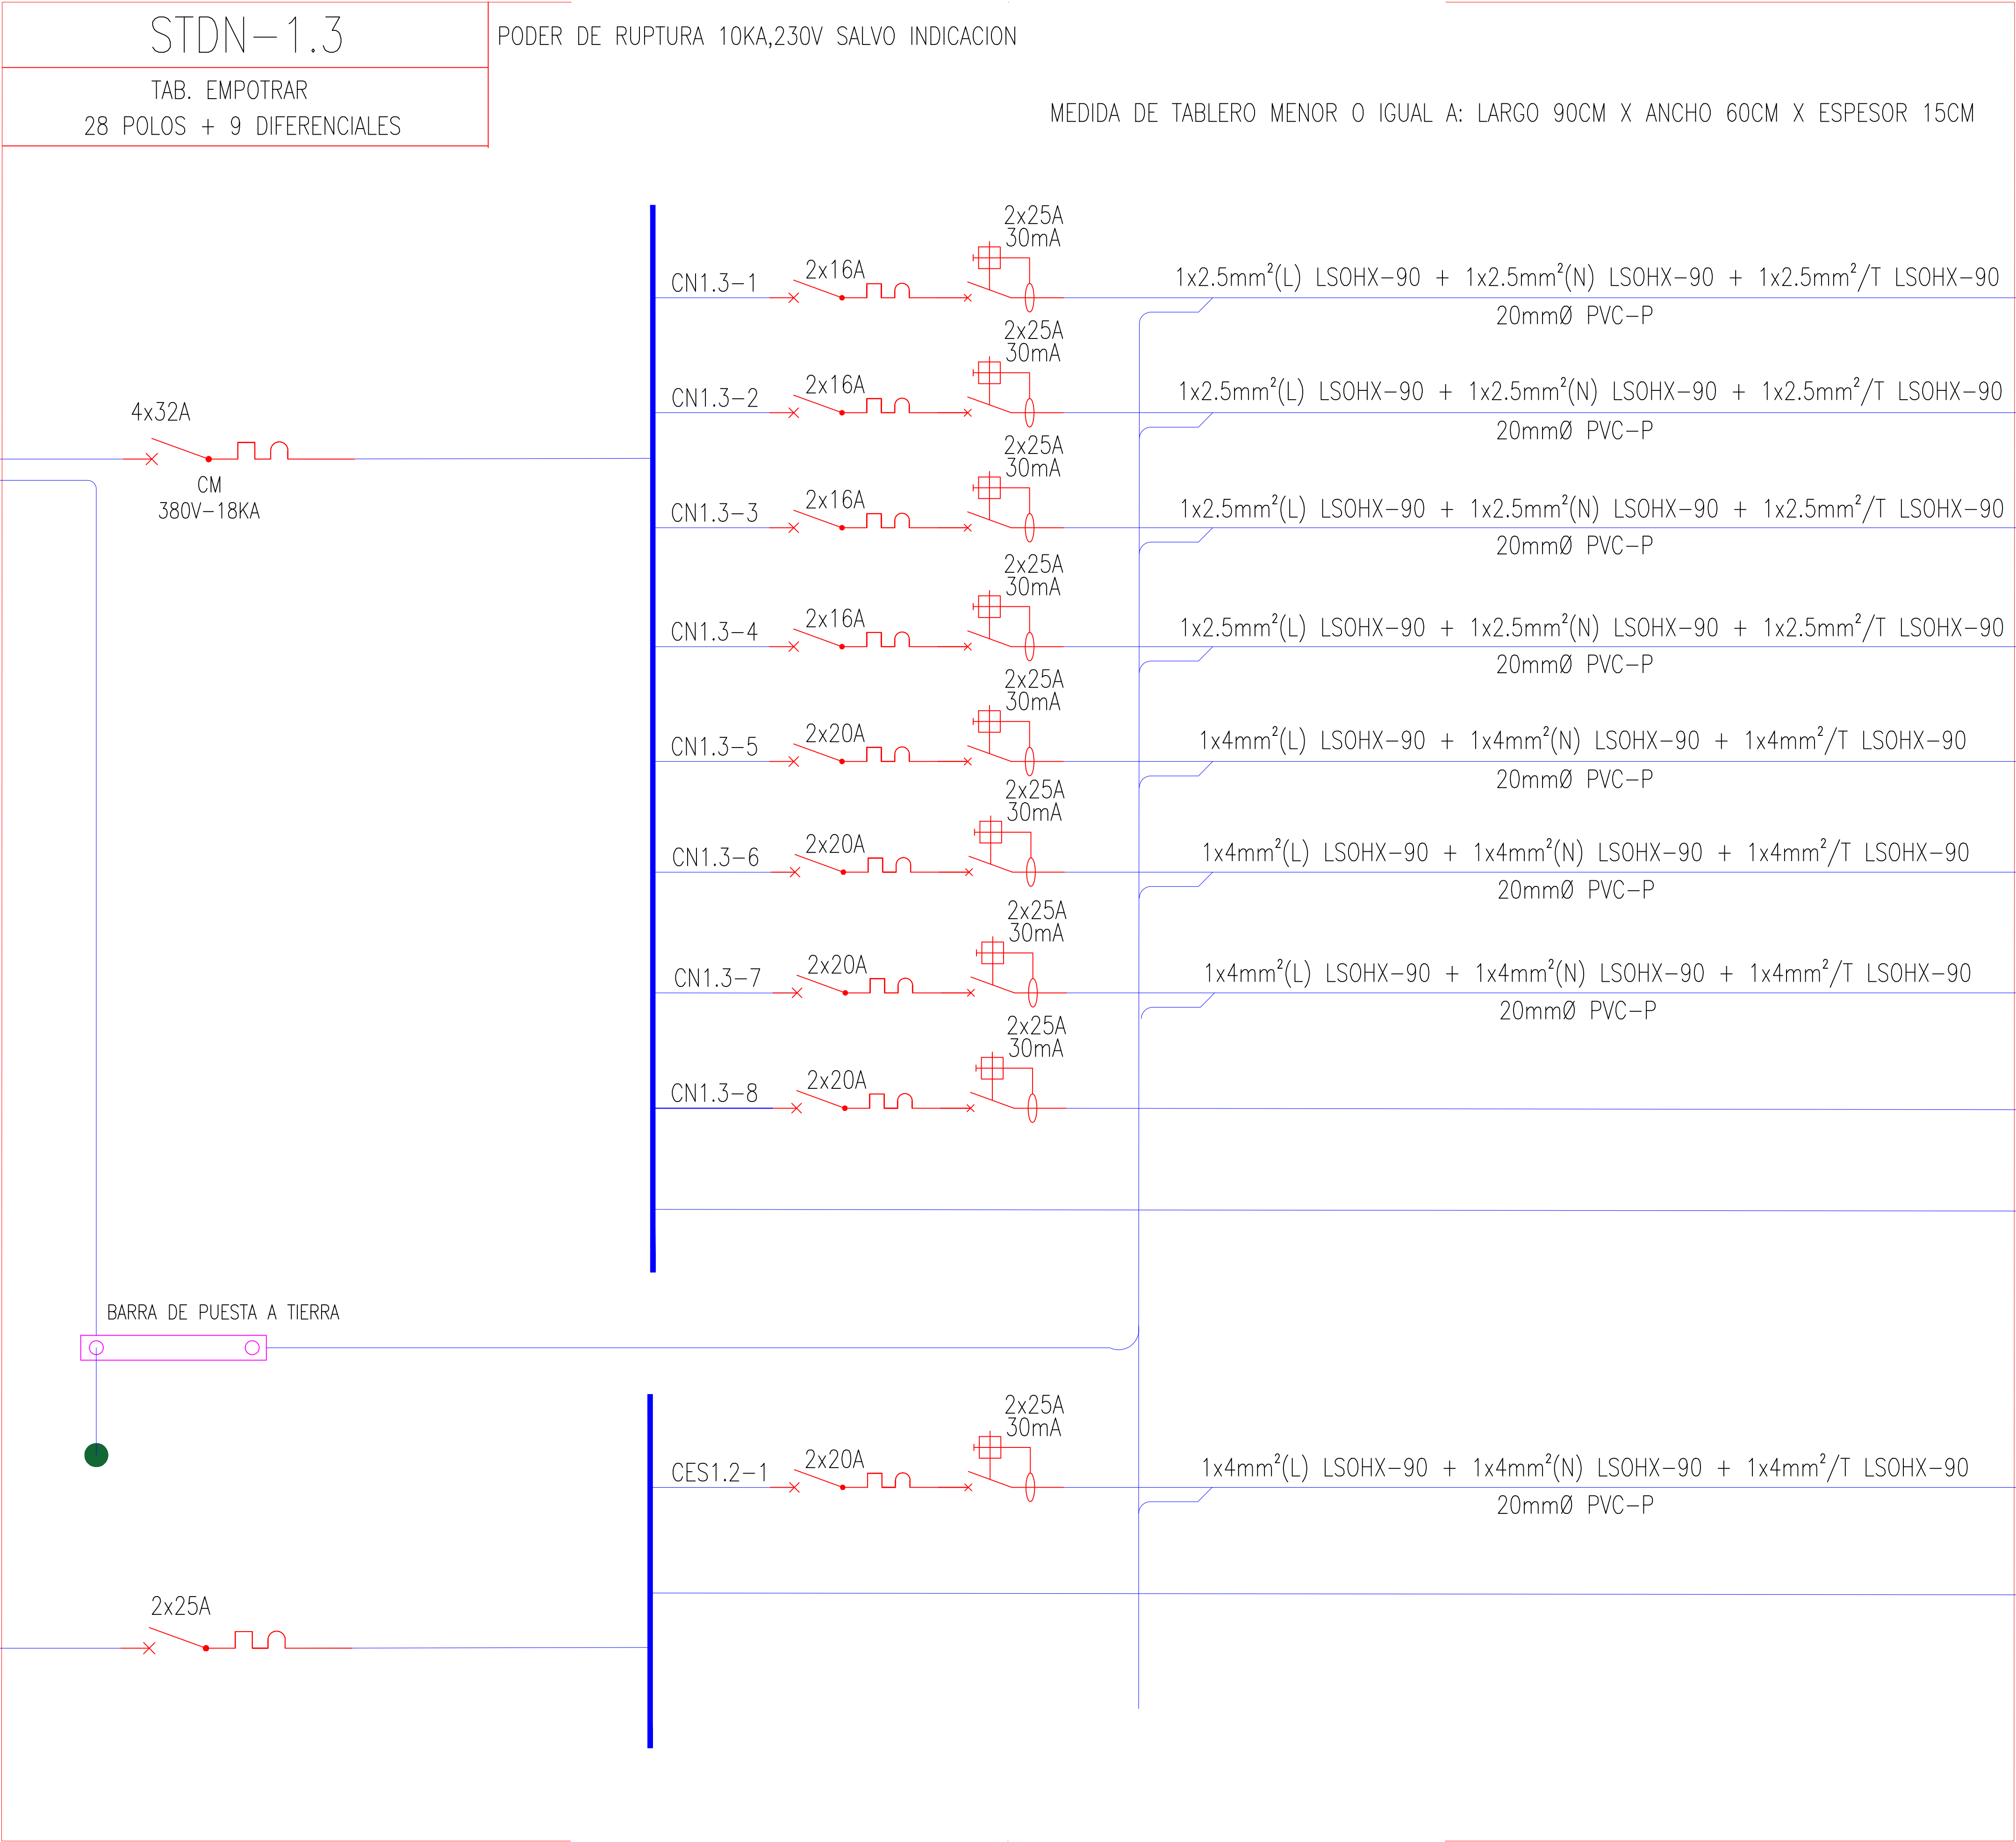 STDN-1.3
PODER DE RUPTURA 10KA,230V SALVO INDICACION
TAB. EMPOTRAR
28 POLOS + 9 DIFERENCIALES
MEDIDA DE TABLERO MENOR O IGUAL A: LARGO 90CM X ANCHO 60CM X ESPESOR 15CM
2x25A
30mA
CN1.3-1
2x16A
1x2.5mm²(L) LSOHX-90 + 1x2.5mm²(N) LSOHX-90 + 1x2.5mm²/T LSOHX-90
20mmØ PVC-P
2x25A
30mA
CN1.3-2
2x16A
1x2.5mm²(L) LSOHX-90 + 1x2.5mm²(N) LSOHX-90 + 1x2.5mm²/T LSOHX-90
20mmØ PVC-P
4x32A
CM
380V-18KA
2x25A
30mA
CN1.3-3
2x16A
1x2.5mm²(L) LSOHX-90 + 1x2.5mm²(N) LSOHX-90 + 1x2.5mm²/T LSOHX-90
20mmØ PVC-P
2x25A
30mA
CN1.3-4
2x16A
1x2.5mm²(L) LSOHX-90 + 1x2.5mm²(N) LSOHX-90 + 1x2.5mm²/T LSOHX-90
20mmØ PVC-P
2x25A
30mA
CN1.3-5
2x20A
1x4mm²(L) LSOHX-90 + 1x4mm²(N) LSOHX-90 + 1x4mm²/T LSOHX-90
20mmØ PVC-P
2x25A
30mA
CN1.3-6
2x20A
1x4mm²(L) LSOHX-90 + 1x4mm²(N) LSOHX-90 + 1x4mm²/T LSOHX-90
20mmØ PVC-P
2x25A
30mA
CN1.3-7
2x20A
1x4mm²(L) LSOHX-90 + 1x4mm²(N) LSOHX-90 + 1x4mm²/T LSOHX-90
20mmØ PVC-P
2x25A
30mA
CN1.3-8
2x20A
BARRA DE PUESTA A TIERRA
2x25A
30mA
CES1.2-1
2x20A
1x4mm²(L) LSOHX-90 + 1x4mm²(N) LSOHX-90 + 1x4mm²/T LSOHX-90
20mmØ PVC-P
2x25A